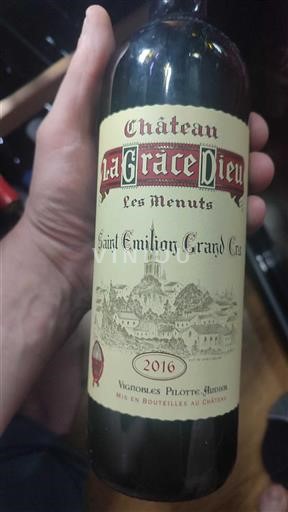 Château
La Grâce Dieu
Les Menuts
Saint Emilion Grand Cru
VINVIDU
2016
Vignobles Pilotte-Audier
Mis en Bouteilles au Château